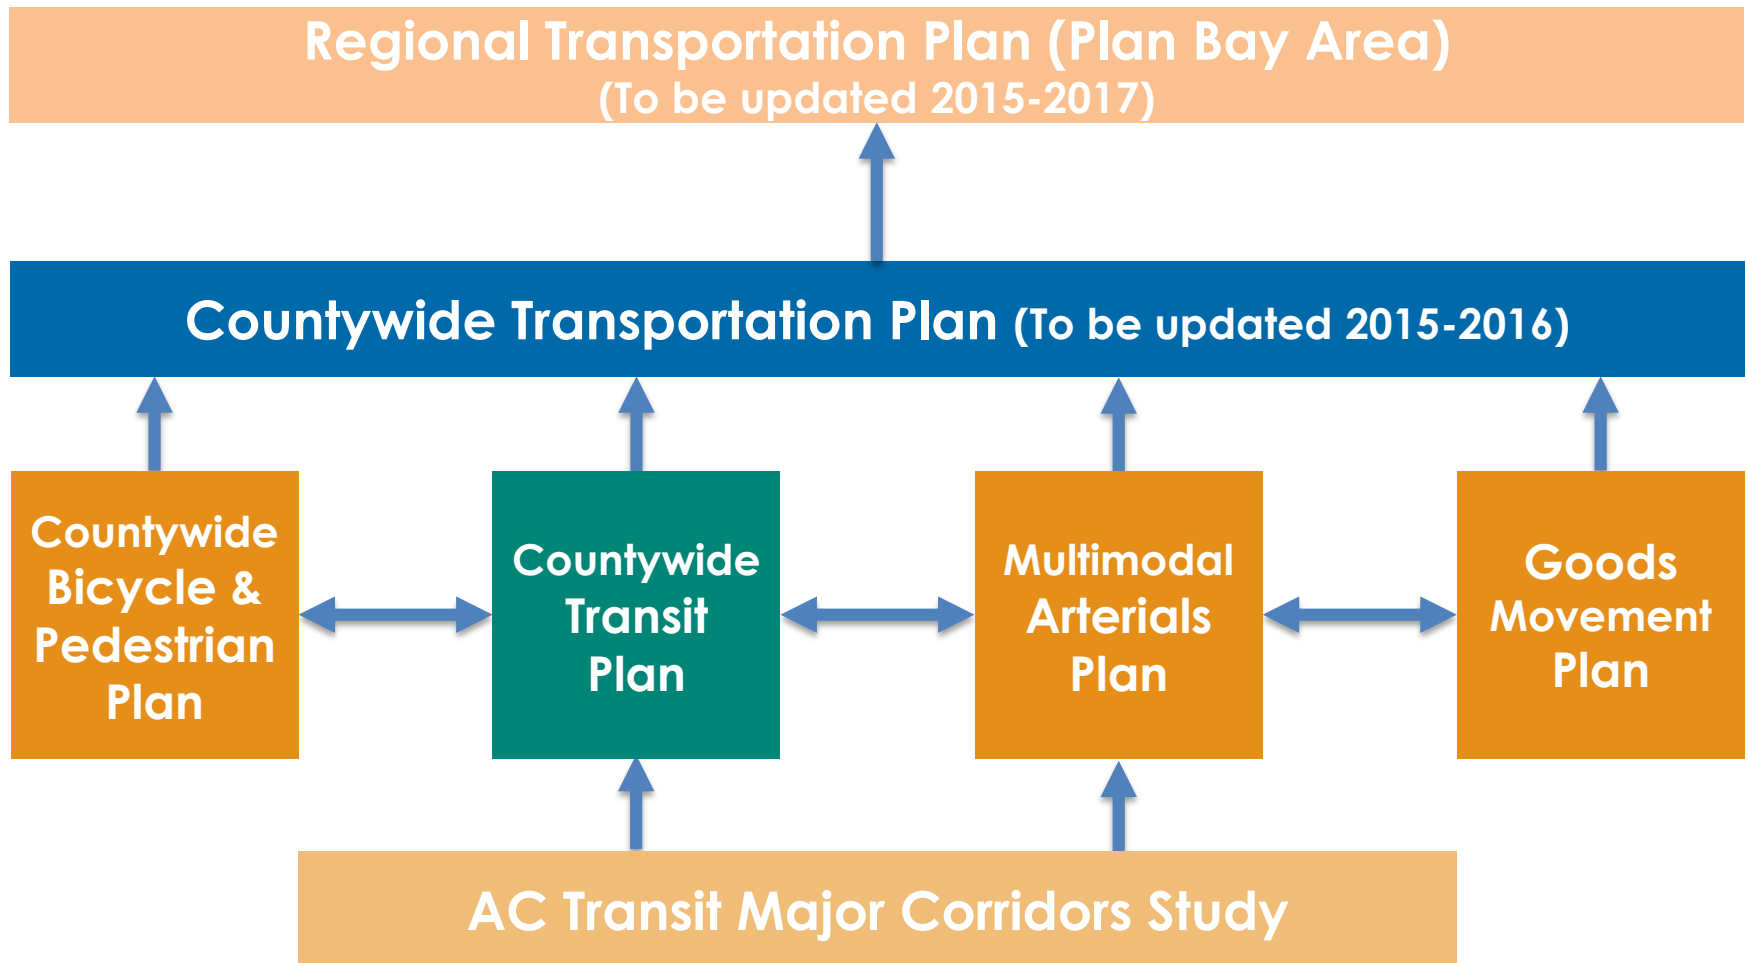 Regional Transportation Plan (Plan Bay Area)
(To be updated 2015-2017)
Countywide Transportation Plan (To be updated 2015-2016)
Countywide
Bicycle &
Pedestrian
Plan
Countywide
Transit
Plan
Multimodal
Arterials
Plan
Goods
Movement
Plan
AC Transit Major Corridors Study